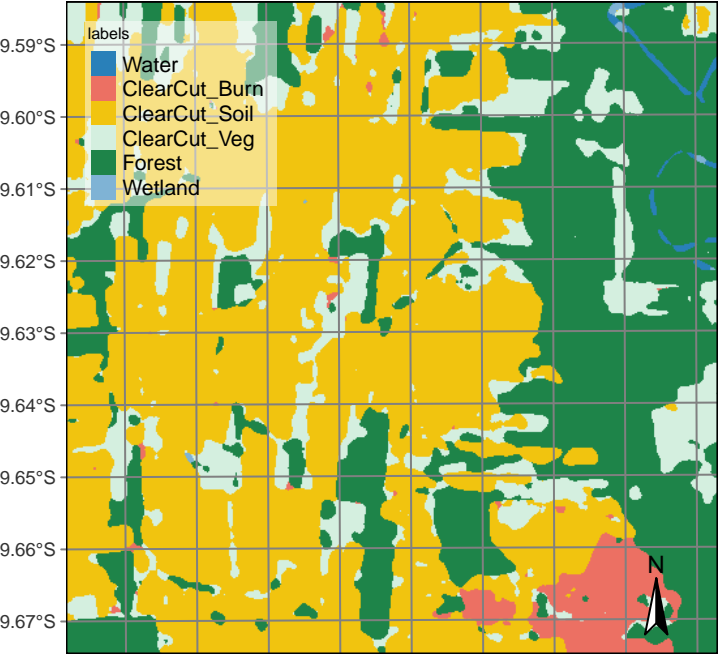 labels
Water
ClearCut_Burn
ClearCut_Soil
ClearCut_Veg
Forest
Wetland
9.59°S
9.60°S
9.61°S
9.62°S
9.63°S
9.64°S
9.65°S
9.66°S
9.67°S
N